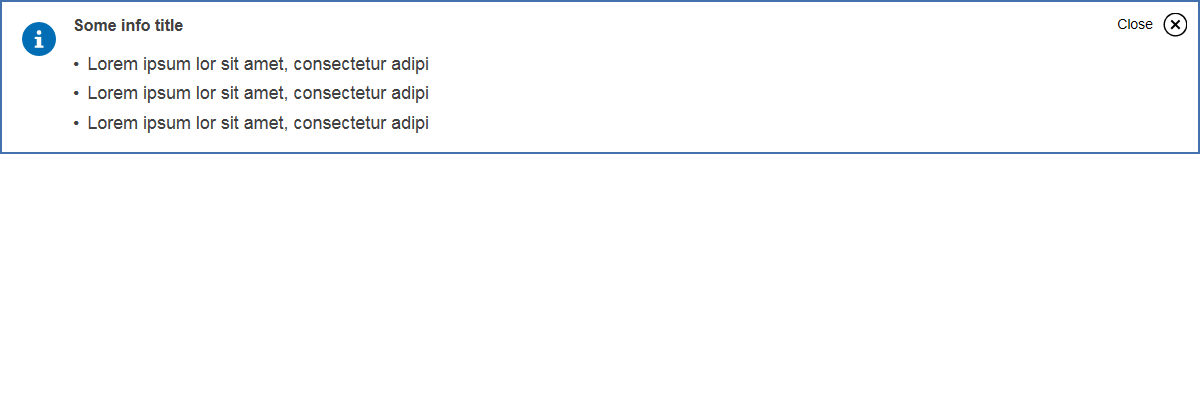 Some info title
Close
• Lorem ipsum lor sit amet, consectetur adipi
• Lorem ipsum lor sit amet, consectetur adipi
• Lorem ipsum lor sit amet, consectetur adipi